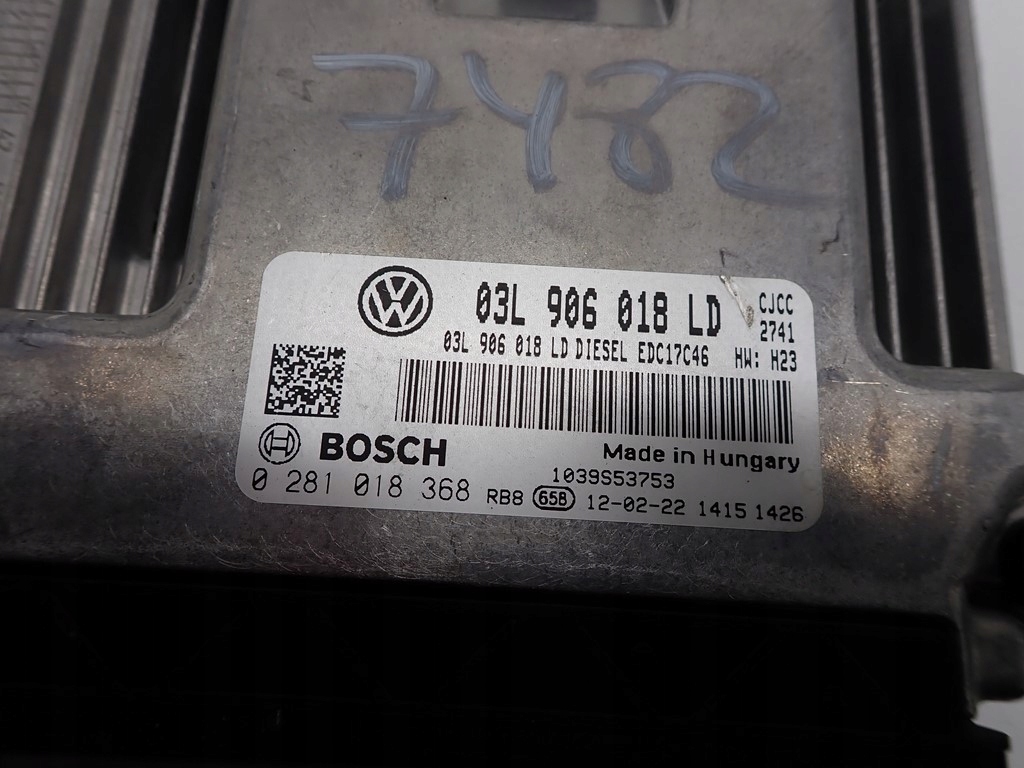 7482
03L 906 018 LD CJCC
2741
03L 906 018 LD DIESEL EDC17C46 HW: H23
BOSCH
Made in Hungary
1039S53753
0 281 018 368 RB8 65B 12-02-22 1415 1426